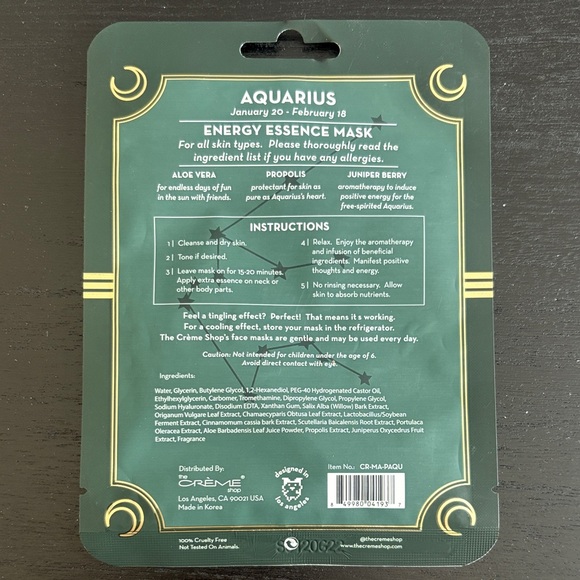 AQUARIUS
January 20 - February 18
ENERGY ESSENCE MASK
For all skin types. Please thoroughly read the
ingredient list if you have any allergies.
ALOE VERA
for endless days of fun
in the sun with friends.
PROPOLIS
protectant for skin as
pure as Aquarius's heart.
JUNIPER BERRY
aromatherapy to induce
positive energy for the
free-spirited Aquarius.
INSTRUCTIONS
1| Cleanse and dry skin.
2| Tone if desired.
3| Leave mask on for 15-20 minutes.
Apply extra essence on neck or
other body parts.
4| Relax. Enjoy the aromatherapy
and infusion of beneficial
ingredients. Manifest positive
thoughts and energy.
5| No rinsing necessary. Allow
skin to absorb nutrients.
Feel a tingling effect? Perfect! That means it s working.
For a cooling effect, store your mask in the refrigerator.
The Crème Shop's face masks are gentle and may be used every day.
Caution: Not intended for children under the age of 6.
Avoid direct contact with eye.
Ingredients:
Water, Glycerin, Butylene Glycol, 1,2-Hexanediol, PEG-40 Hydrogenated Castor Oil,
Ethylhexylglycerin, Carbomer, Tromethamine, Dipropylene Glycol, Propylene Glycol,
Sodium Hyaluronate, Disodium EDTA, Xanthan Gum, Salix Alba (Willow) Bark Extract,
Origanum Vulgare Leaf Extract, Chamaecyparis Obtusa Leaf Extract, Lactobacillus/Soybean
Ferment Extract, Cinnamomum cassia bark Extract, Scutellaria Baicalensis Root Extract, Portulaca
Oleracea Extract, Aloe Barbadensis Leaf Juice Powder, Propolis Extract, Juniperus Oxycedrus Fruit
Extract, Fragrance
Distributed By:
the
CRÈME
shop
Los Angeles, CA 90021 USA
Made in Korea
designed in
los angeles
Item No.: CR-MA-PAQU
8 49980 04193 7
100% Cruelty Free
Not Tested On Animals.
@thecremeshop
www.thecremeshop.com